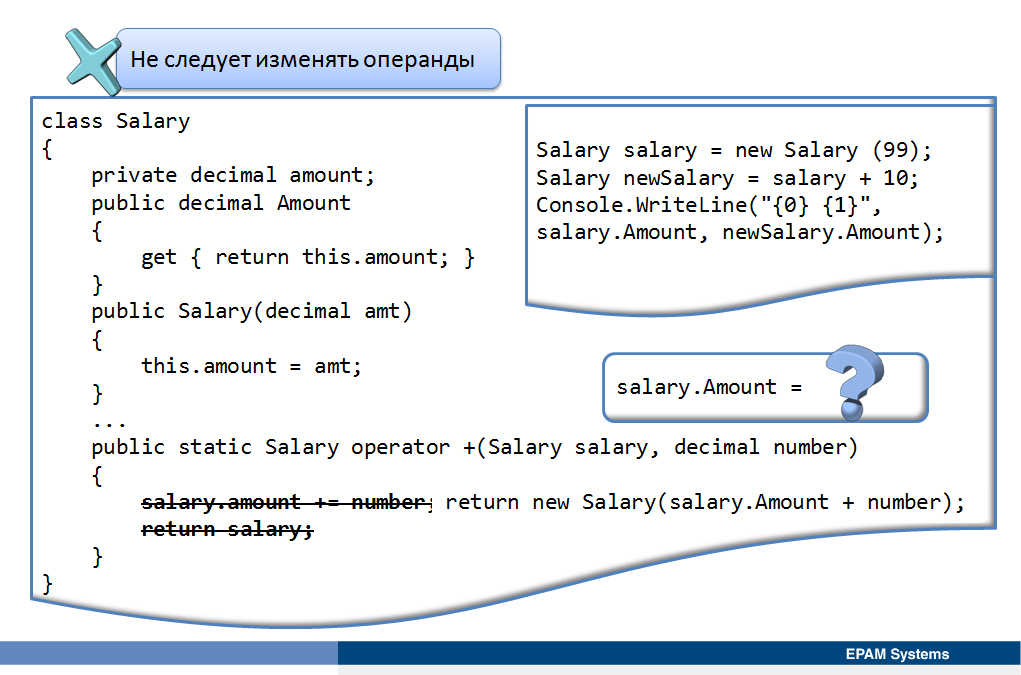 Не следует изменять операнды
class Salary
{
private decimal amount;
public decimal Amount
{
get { return this.amount; }
}
public Salary(decimal amt)
{
this.amount = amt;
}
...
public static Salary operator +(Salary salary, decimal number)
{
salary.amount += number; return new Salary(salary.Amount + number);
return salary;
}
}
Salary salary = new Salary (99);
Salary newSalary = salary + 10;
Console.WriteLine("{0} {1}",
salary.Amount, newSalary.Amount);
salary.Amount = ?
EPAM Systems